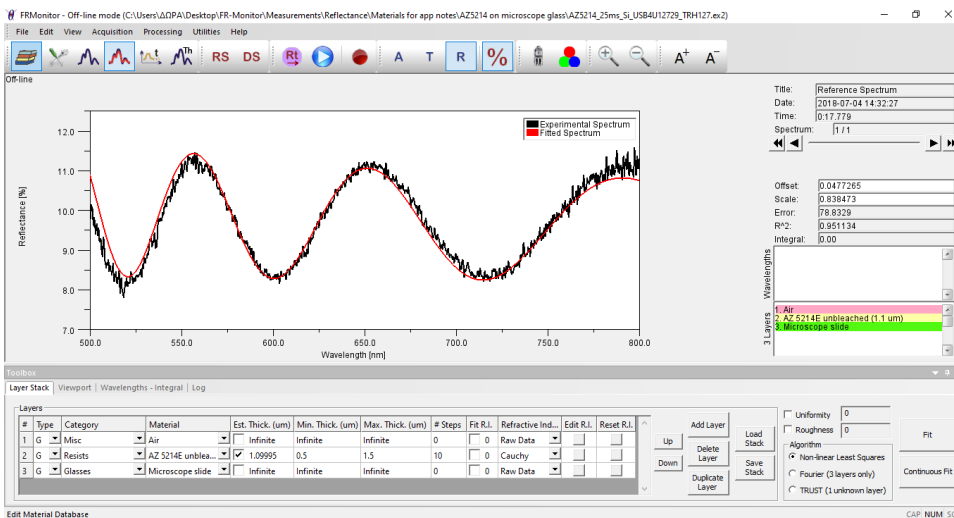 FRMonitor - Off-line mode (C:\Users\ΔΩΡΑ\Desktop\FR-Monitor\Measurements\Reflectance\Materials for app notes\AZ5214 on microscope glass\AZ5214_25ms_Si_USB4U12729_TRH127.ex2)
File Edit View Acquisition Processing Utilities Help
Th RS DS Rt A T R % A+ A-
Off-line
Experimental Spectrum
Fitted Spectrum
12.0
11.0
10.0
9.0
8.0
7.0
Reflectance [%]
500.0 550.0 600.0 650.0 700.0 750.0 800.0
Wavelength [nm]
Title: Reference Spectrum
Date: 2018-07-04 14:32:27
Time: 0:17.779
Spectrum: 1 / 1
Offset: 0.0477265
Scale: 0.838473
Error: 78.8329
R^2: 0.951134
Integral: 0.00
Wavelengths
3 Layers
1. Air
2. AZ 5214E unbleached (1.1 um)
3. Microscope slide
Toolbox
Layer Stack Viewport Wavelengths - Integral Log
Layers
# Type Category Material Est. Thick. (um) Min. Thick. (um) Max. Thick. (um) # Steps Fit R.I. Refractive Ind... Edit R.I. Reset R.I.
1 G Misc Air Infinite Infinite Infinite 0 0 Raw Data
2 G Resists AZ 5214E unblea... 1.09995 0.5 1.5 10 0 Cauchy
3 G Glasses Microscope slide Infinite Infinite Infinite 0 0 Raw Data
Up
Down
Add Layer
Delete Layer
Duplicate Layer
Load Stack
Save Stack
Uniformity 0
Roughness 0
Algorithm
Non-linear Least Squares
Fourier (3 layers only)
TRUST (1 unknown layer)
Fit
Continuous Fit
Edit Material Database
CAP NUM SC